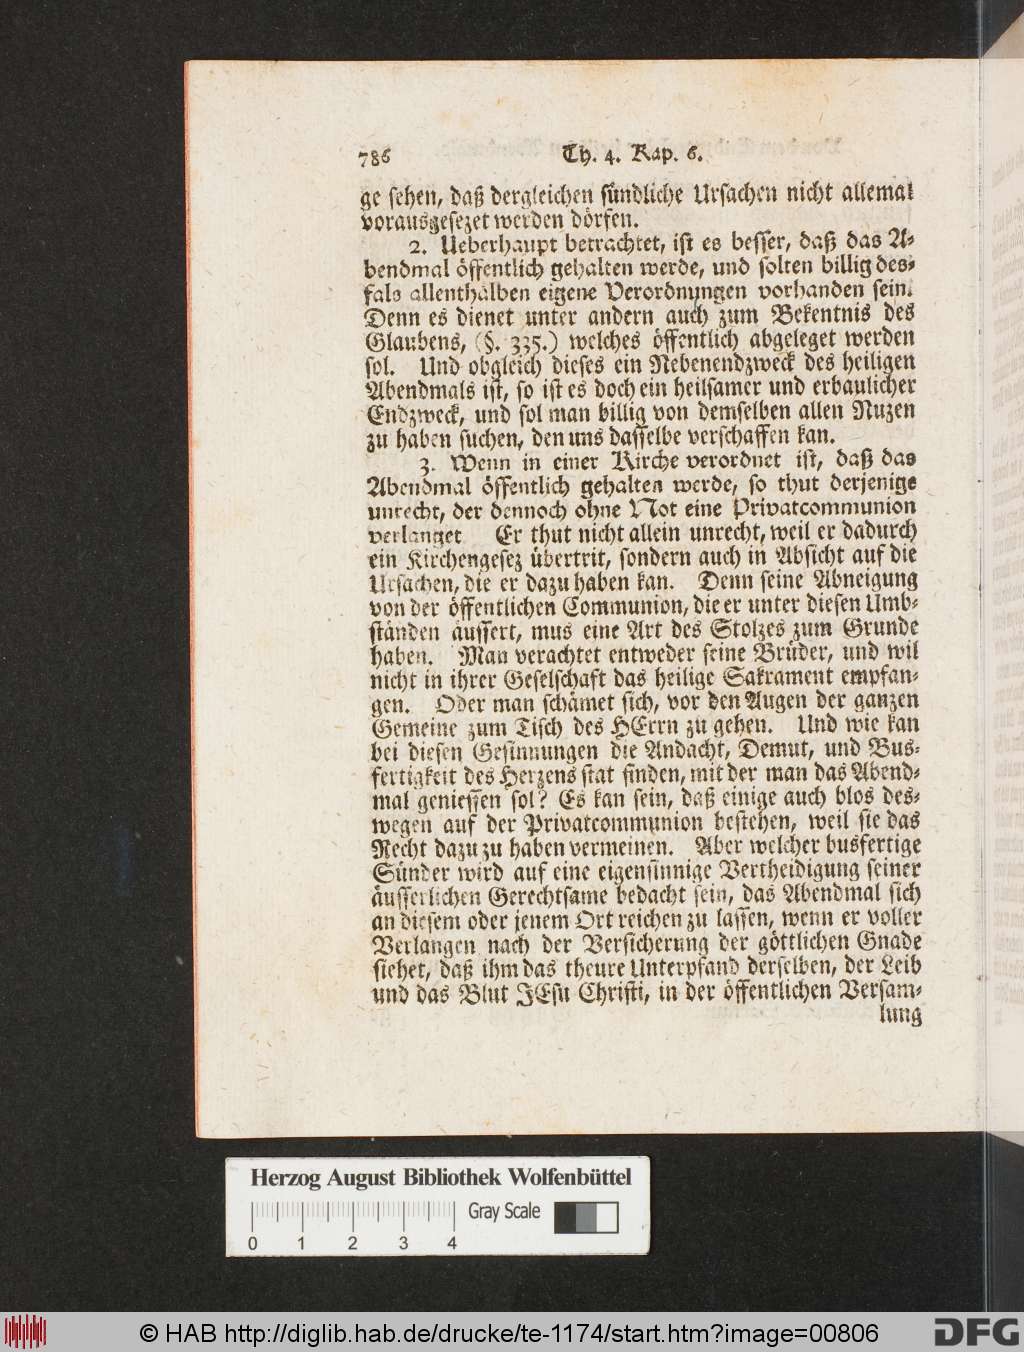 786 Th. 4. Kap. 6.
ge sehen, daß dergleichen sündliche Ursachen nicht allemal
vorausgesezet werden dörfen.
2. Ueberhaupt betrachtet, ist es besser, daß das A-
bendmal öffentlich gehalten werde, und solten billig des-
fals allenthalben eigene Verordnungen vorhanden sein.
Denn es dienet unter andern auch zum Bekentnis des
Glaubens, (§. 335.) welches öffentlich abgeleget werden
sol. Und obgleich dieses ein Nebenendzweck des heiligen
Abendmals ist, so ist es doch ein heilsamer und erbaulicher
Endzweck, und sol man billig von demselben allen Nuzen
zu haben suchen, den uns dasselbe verschaffen kan.
3. Wenn in einer Kirche verordnet ist, daß das
Abendmal öffentlich gehalten werde, so thut derjenige
unrecht, der dennoch ohne Not eine Privatcommunion
verlanget Er thut nicht allein unrecht, weil er dadurch
ein Kirchengesez übertrit, sondern auch in Absicht auf die
Ursachen, die er dazu haben kan. Denn seine Abneigung
von der öffentlichen Communion, die er unter diesen Umb-
ständen äussert, mus eine Art des Stolzes zum Grunde
haben. Man verachtet entweder seine Brüder, und wil
nicht in ihrer Geselschaft das heilige Sakrament empfan-
gen. Oder man schämet sich, vor den Augen der ganzen
Gemeine zum Tisch des HErrn zu gehen. Und wie kan
bei diesen Gesinnungen die Andacht, Demut, und Bus-
fertigkeit des Herzens stat finden, mit der man das Abend-
mal geniessen sol? Es kan sein, daß einige auch blos des-
wegen auf der Privatcommunion bestehen, weil sie das
Recht dazu zu haben vermeinen. Aber welcher busfertige
Sünder wird auf eine eigensinnige Vertheidigung seiner
äusserlichen Gerechtsame bedacht sein, das Abendmal sich
an diesem oder jenem Ort reichen zu lassen, wenn er voller
Verlangen nach der Versicherung der göttlichen Gnade
siehet, daß ihm das theure Unterpfand derselben, der Leib
und das Blut JEsu Christi, in der öffentlichen Versam-
lung
Herzog August Bibliothek Wolfenbüttel
Gray Scale
0 1 2 3 4
© HAB http://diglib.hab.de/drucke/te-1174/start.htm?image=00806
DFG